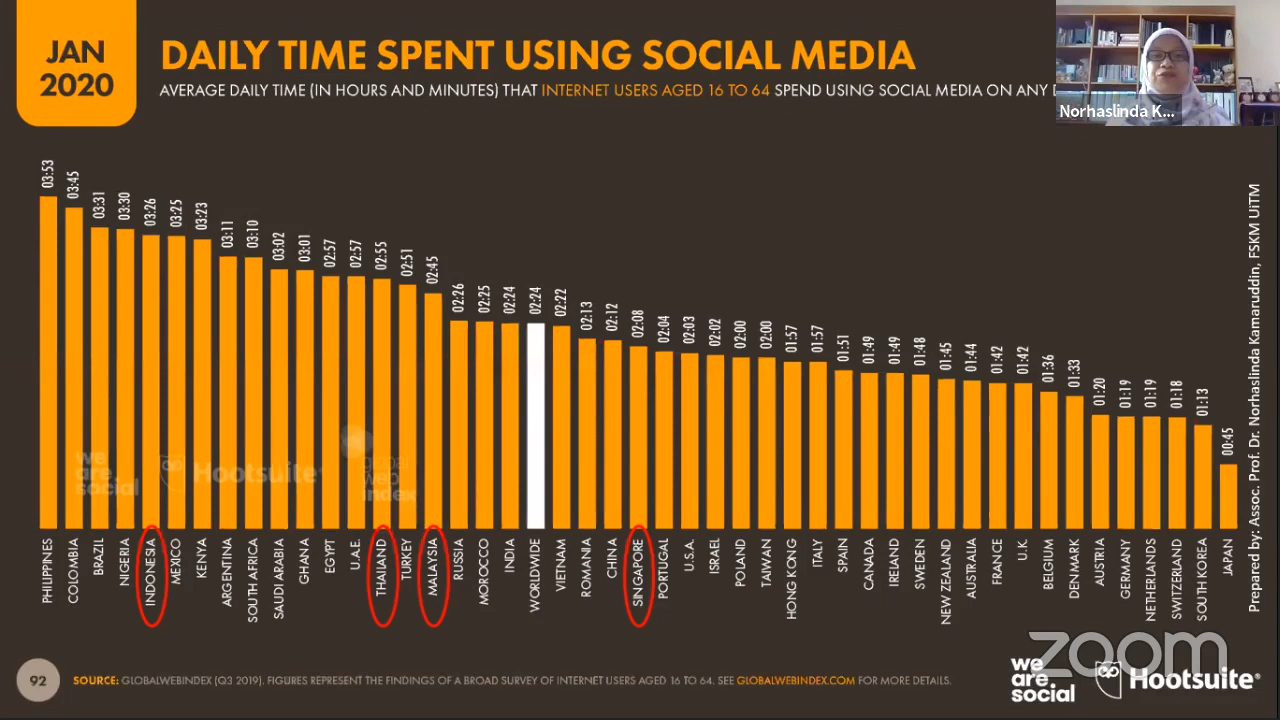 JAN
2020
DAILY TIME SPENT USING SOCIAL MEDIA
AVERAGE DAILY TIME (IN HOURS AND MINUTES) THAT INTERNET USERS AGED 16 TO 64 SPEND USING SOCIAL MEDIA ON ANY D
Norhaslinda K...
03:53
03:45
03:31
03:30
03:26
03:25
03:23
03:11
03:10
03:02
03:01
02:57
02:57
02:55
02:51
02:45
02:26
02:25
02:24
02:24
02:22
02:13
02:12
02:08
02:04
02:03
02:02
02:00
02:00
01:57
01:57
01:51
01:49
01:49
01:48
01:45
01:44
01:42
01:42
01:36
01:33
01:20
01:19
01:19
01:18
01:13
00:45
we
are.
social
Hootsuite
global
web
index
PHILIPPINES
COLOMBIA
BRAZIL
NIGERIA
INDONESIA
MEXICO
KENYA
ARGENTINA
SOUTH AFRICA
SAUDI ARABIA
GHANA
EGYPT
U.A.E.
THAILAND
TURKEY
MALAYSIA
RUSSIA
MOROCCO
INDIA
WORLDWIDE
VIETNAM
ROMANIA
CHINA
SINGAPORE
PORTUGAL
U.S.A.
ISRAEL
POLAND
TAIWAN
HONG KONG
ITALY
SPAIN
CANADA
IRELAND
SWEDEN
NEW ZEALAND
AUSTRALIA
FRANCE
U.K.
BELGIUM
DENMARK
AUSTRIA
GERMANY
NETHERLANDS
SWITZERLAND
SOUTH KOREA
JAPAN
Prepared by: Assoc. Prof. Dr. Norhaslinda Kamaruddin, FSKM UiTM
92
SOURCE: GLOBALWEBINDEX (Q3 2019). FIGURES REPRESENT THE FINDINGS OF A BROAD SURVEY OF INTERNET USERS AGED 16 TO 64. SEE GLOBALWEBINDEX.COM FOR MORE DETAILS.
zoom
we
are.
social
Hootsuite®